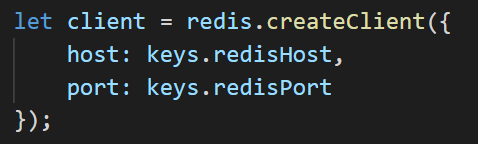 let client = redis.createClient({
    host: keys.redisHost,
    port: keys.redisPort
});